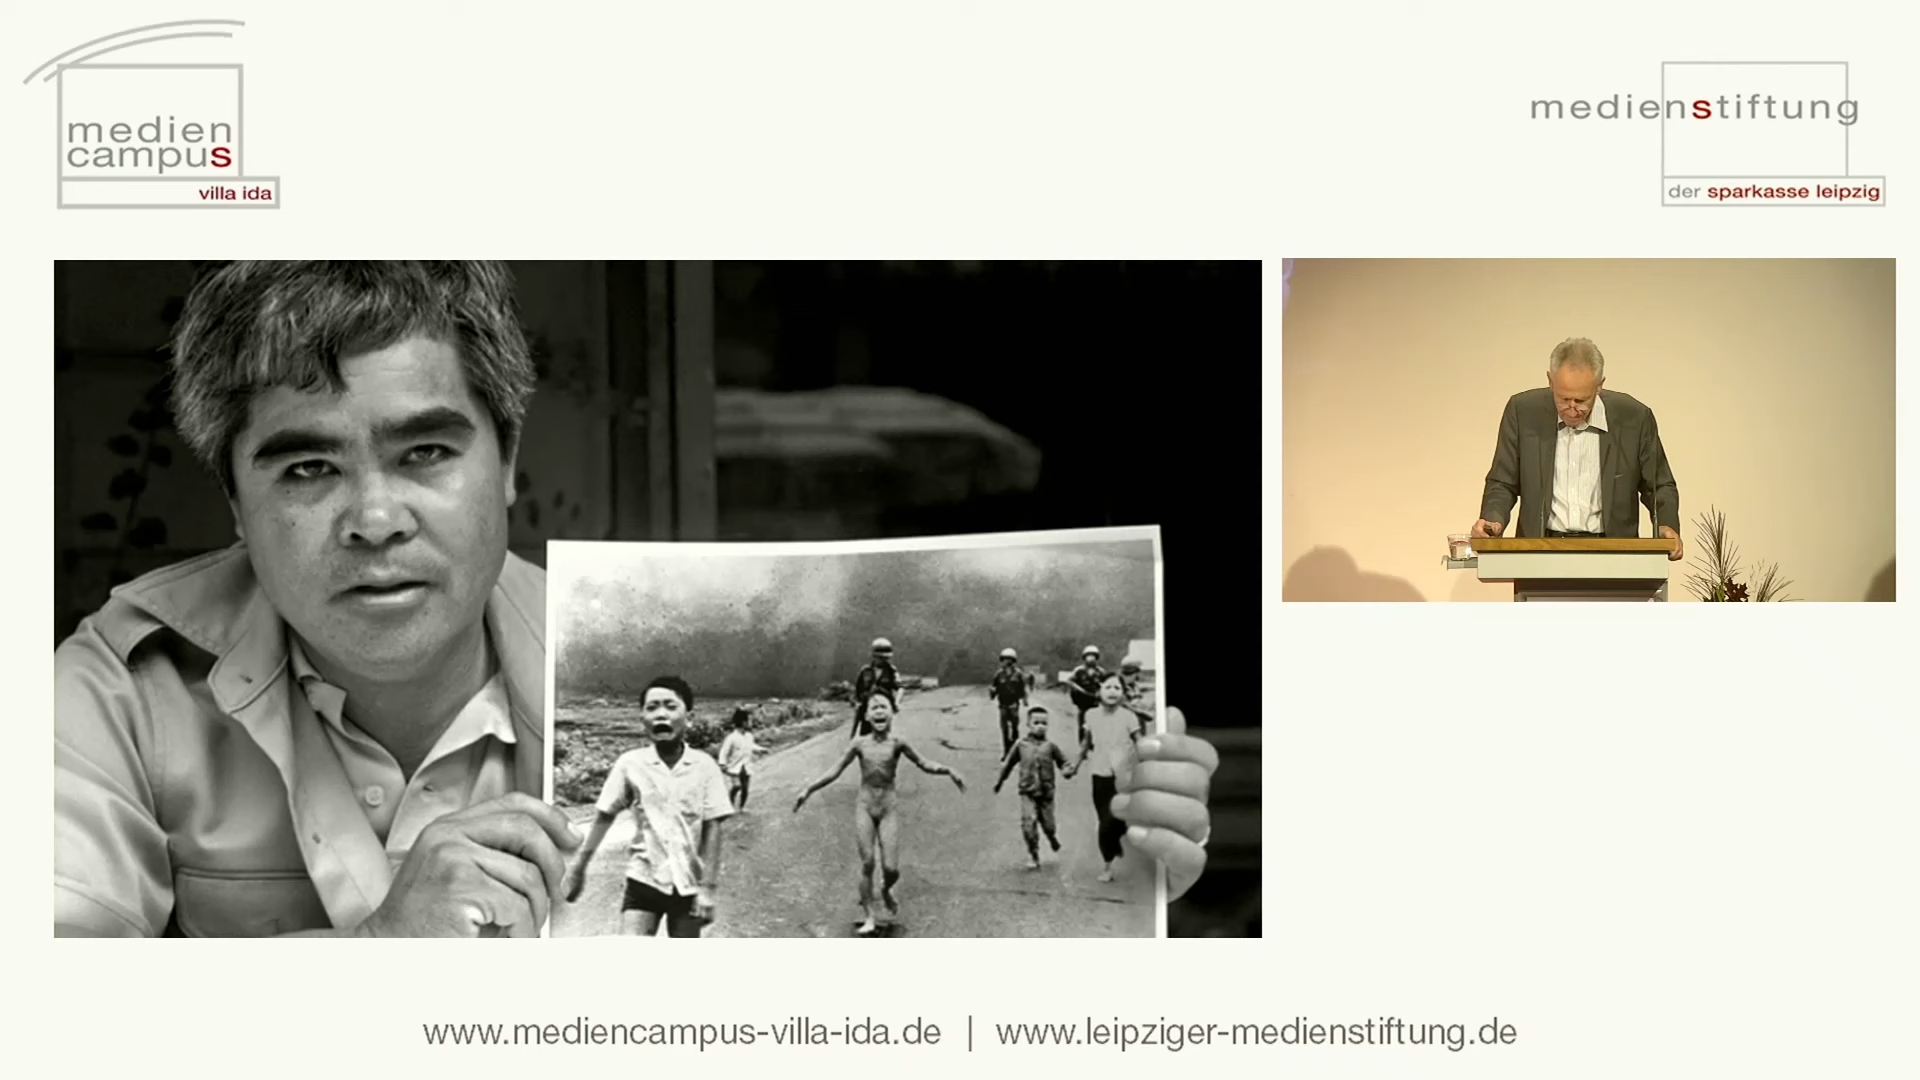 medien
campus
villa ida
medienstiftung
der sparkasse leipzig
www.mediencampus-villa-ida.de | www.leipziger-medienstiftung.de